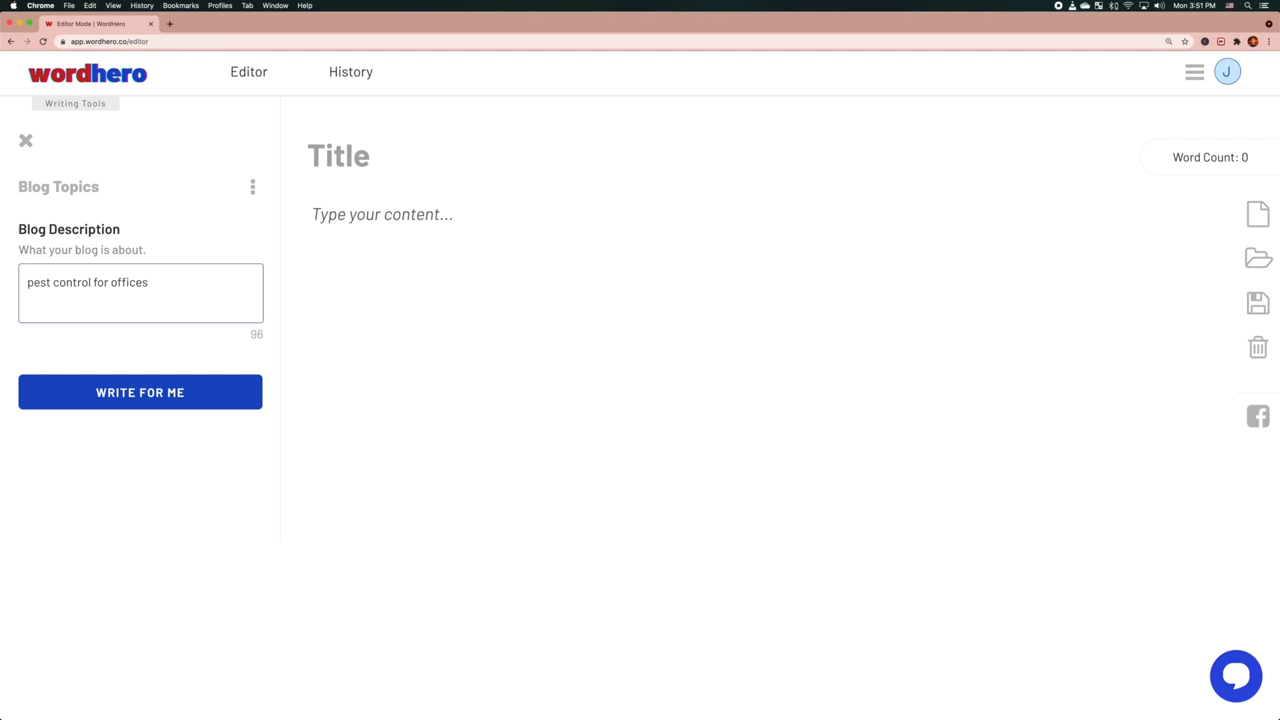 Chrome File Edit View History Bookmarks Profiles Tab Window Help
Mon 3:51 PM
Editor Mode | WordHero
app.wordhero.co/editor
wordhero Editor History
J
Writing Tools
Title
Word Count: 0
Blog Topics
Type your content...
Blog Description
What your blog is about.
pest control for offices
96
WRITE FOR ME